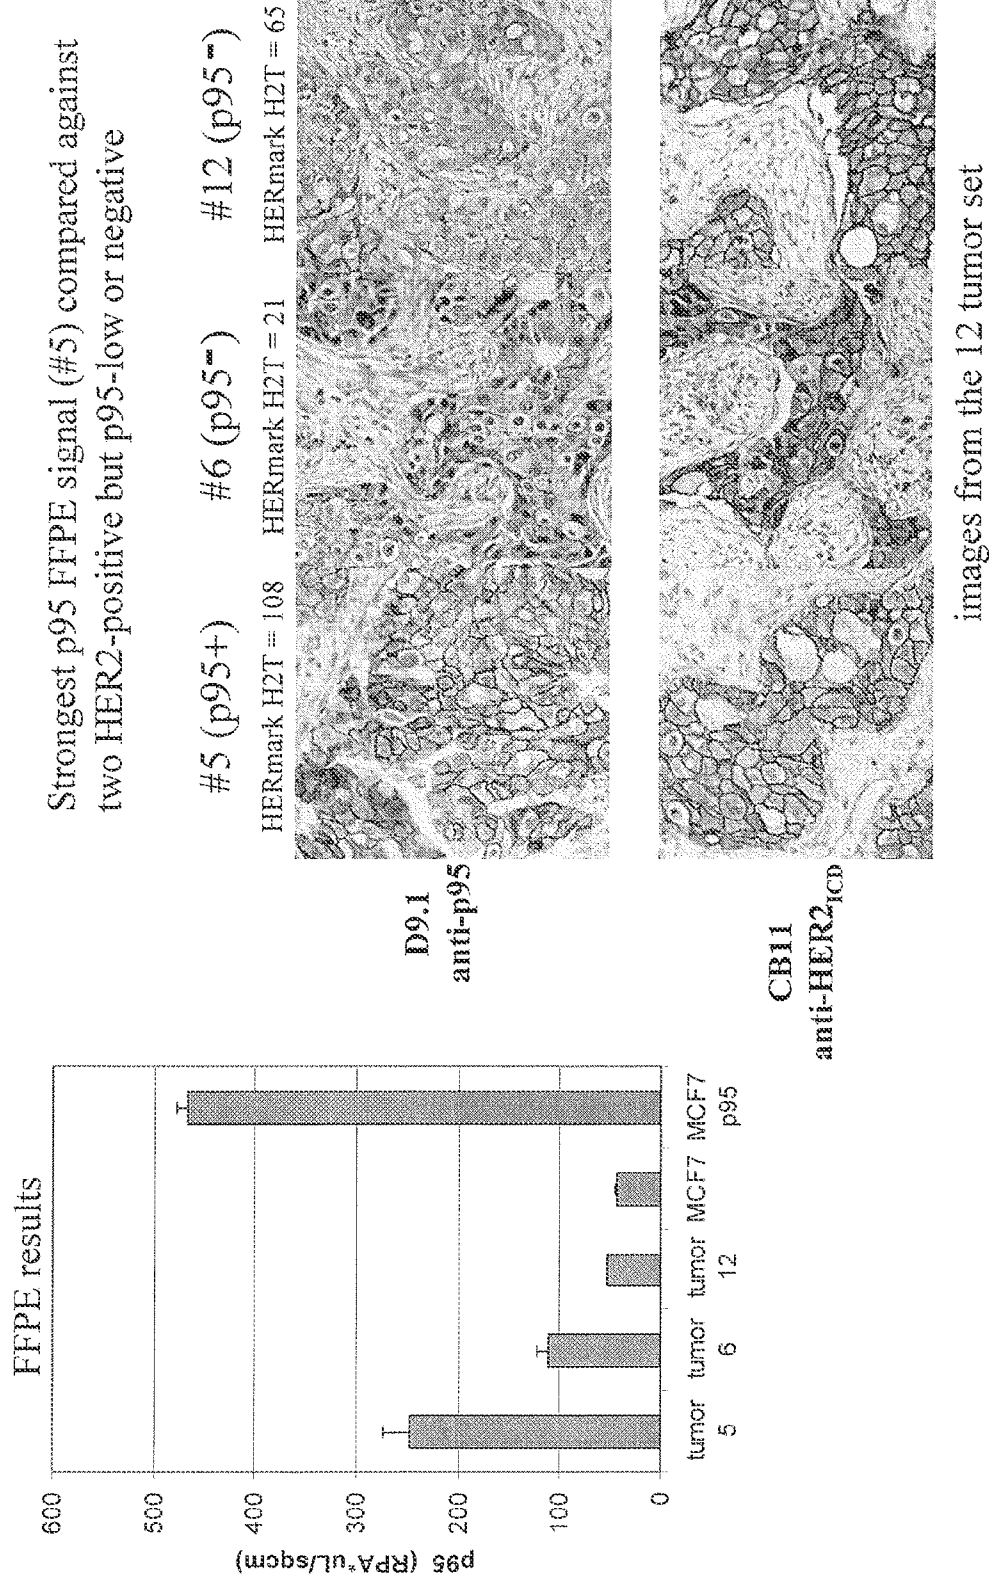 FFPE results
600
500
400
300
200
100
0
p95 (RPA*uL/sqcm)
tumor 5
tumor 6
tumor 12
MCF7
MCF7 p95
Strongest p95 FFPE signal (#5) compared against
two HER2-positive but p95-low or negative
#5 (p95+)
#6 (p95-)
#12 (p95-)
HERmark H2T = 108
HERmark H2T = 21
HERmark H2T = 65
D9.1
anti-p95
CB11
anti-HER2ICD
images from the 12 tumor set